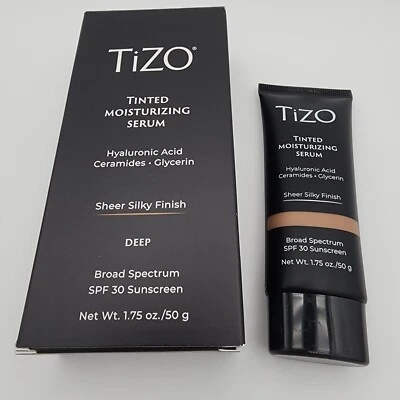 TiZO®
TINTED
MOISTURIZING
SERUM
Hyaluronic Acid
Ceramides • Glycerin
Sheer Silky Finish
DEEP
Broad Spectrum
SPF 30 Sunscreen
Net Wt. 1.75 oz./50 g
TiZO
TINTED
MOISTURIZING
SERUM
Hyaluronic Acid
Ceramides • Glycerin
Sheer Silky Finish
Broad Spectrum
SPF 30 Sunscreen
Net Wt. 1.75 oz./50 g